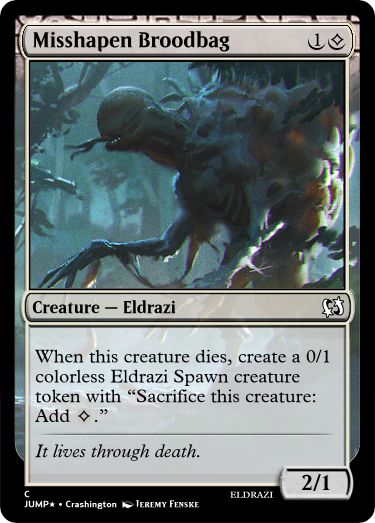 Misshapen Broodbag 1
Creature — Eldrazi
When this creature dies, create a 0/1
colorless Eldrazi Spawn creature
token with “Sacrifice this creature:
Add .”
It lives through death.
2/1
C
JUMP★ • Crashington Jeremy Fenske
ELDRAZI